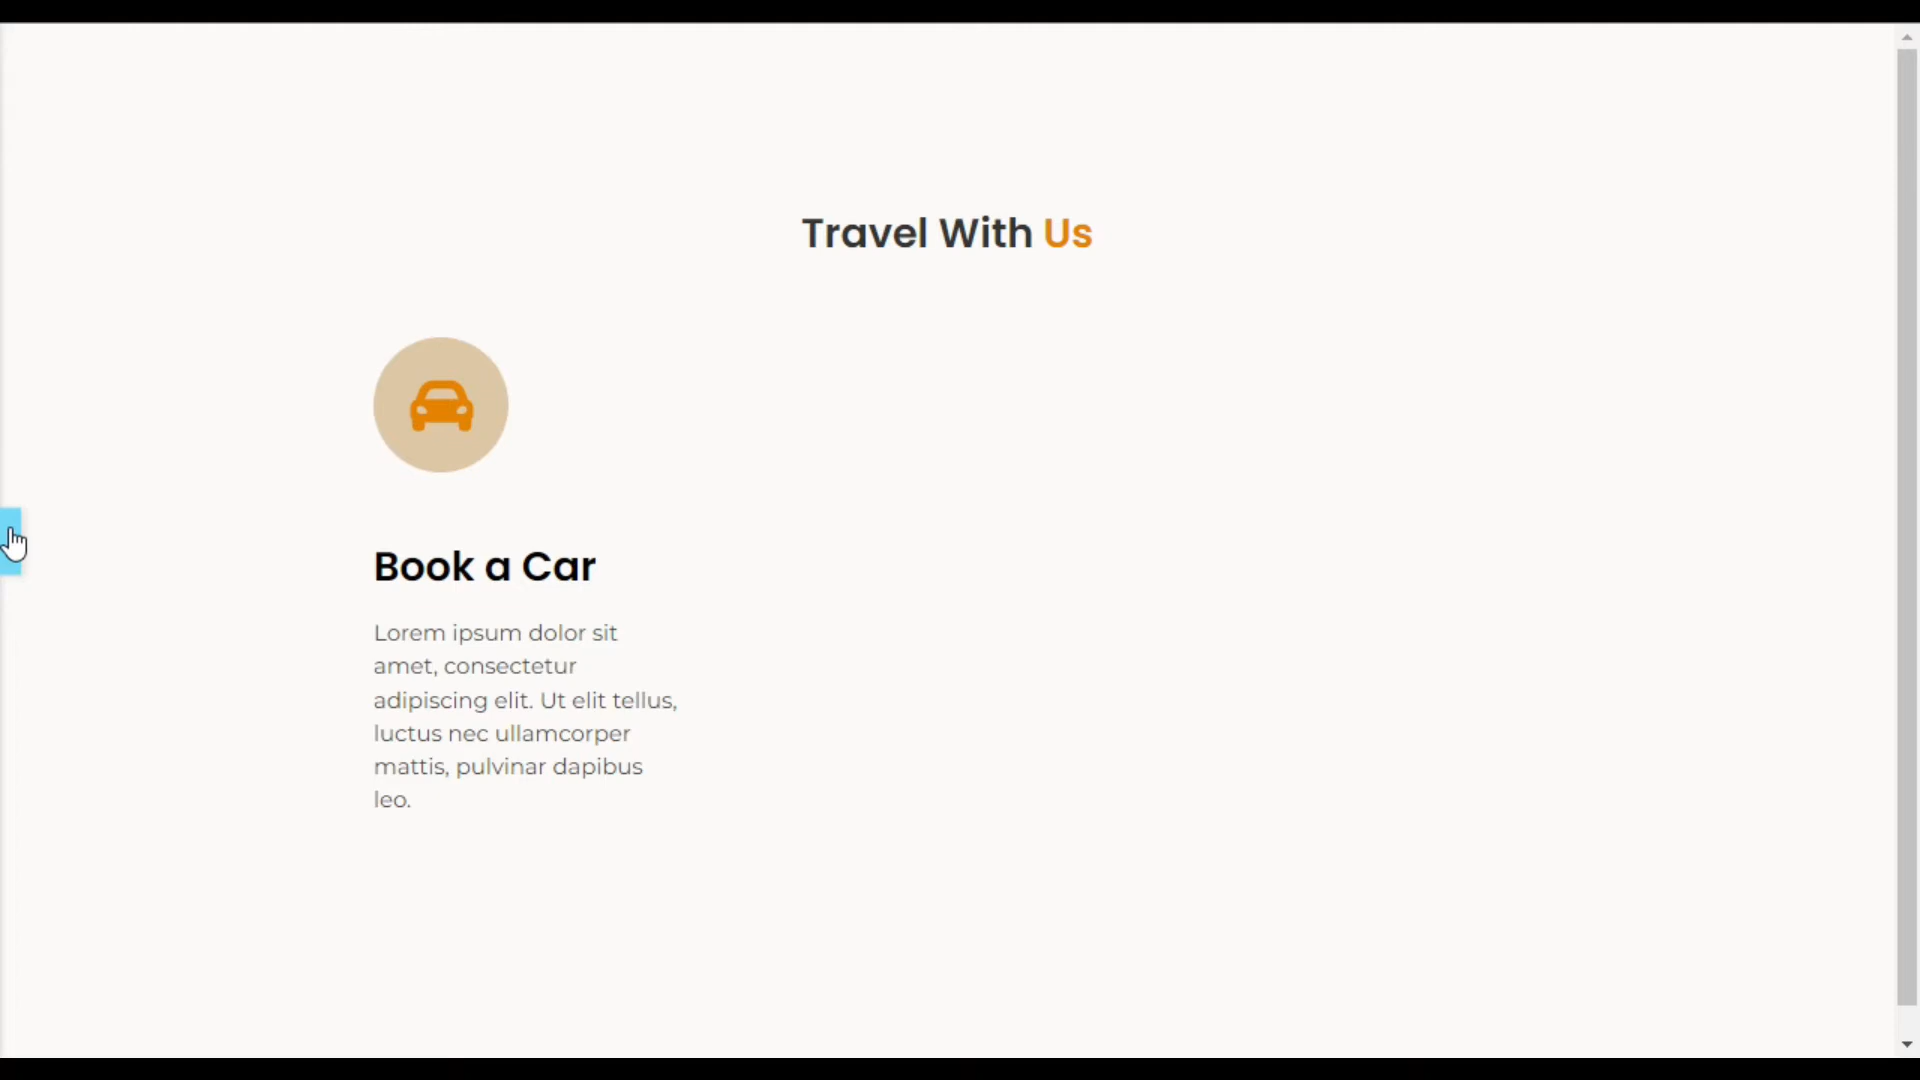 Travel With Us
Book a Car
Lorem ipsum dolor sit
amet, consectetur
adipiscing elit. Ut elit tellus,
luctus nec ullamcorper
mattis, pulvinar dapibus
leo.